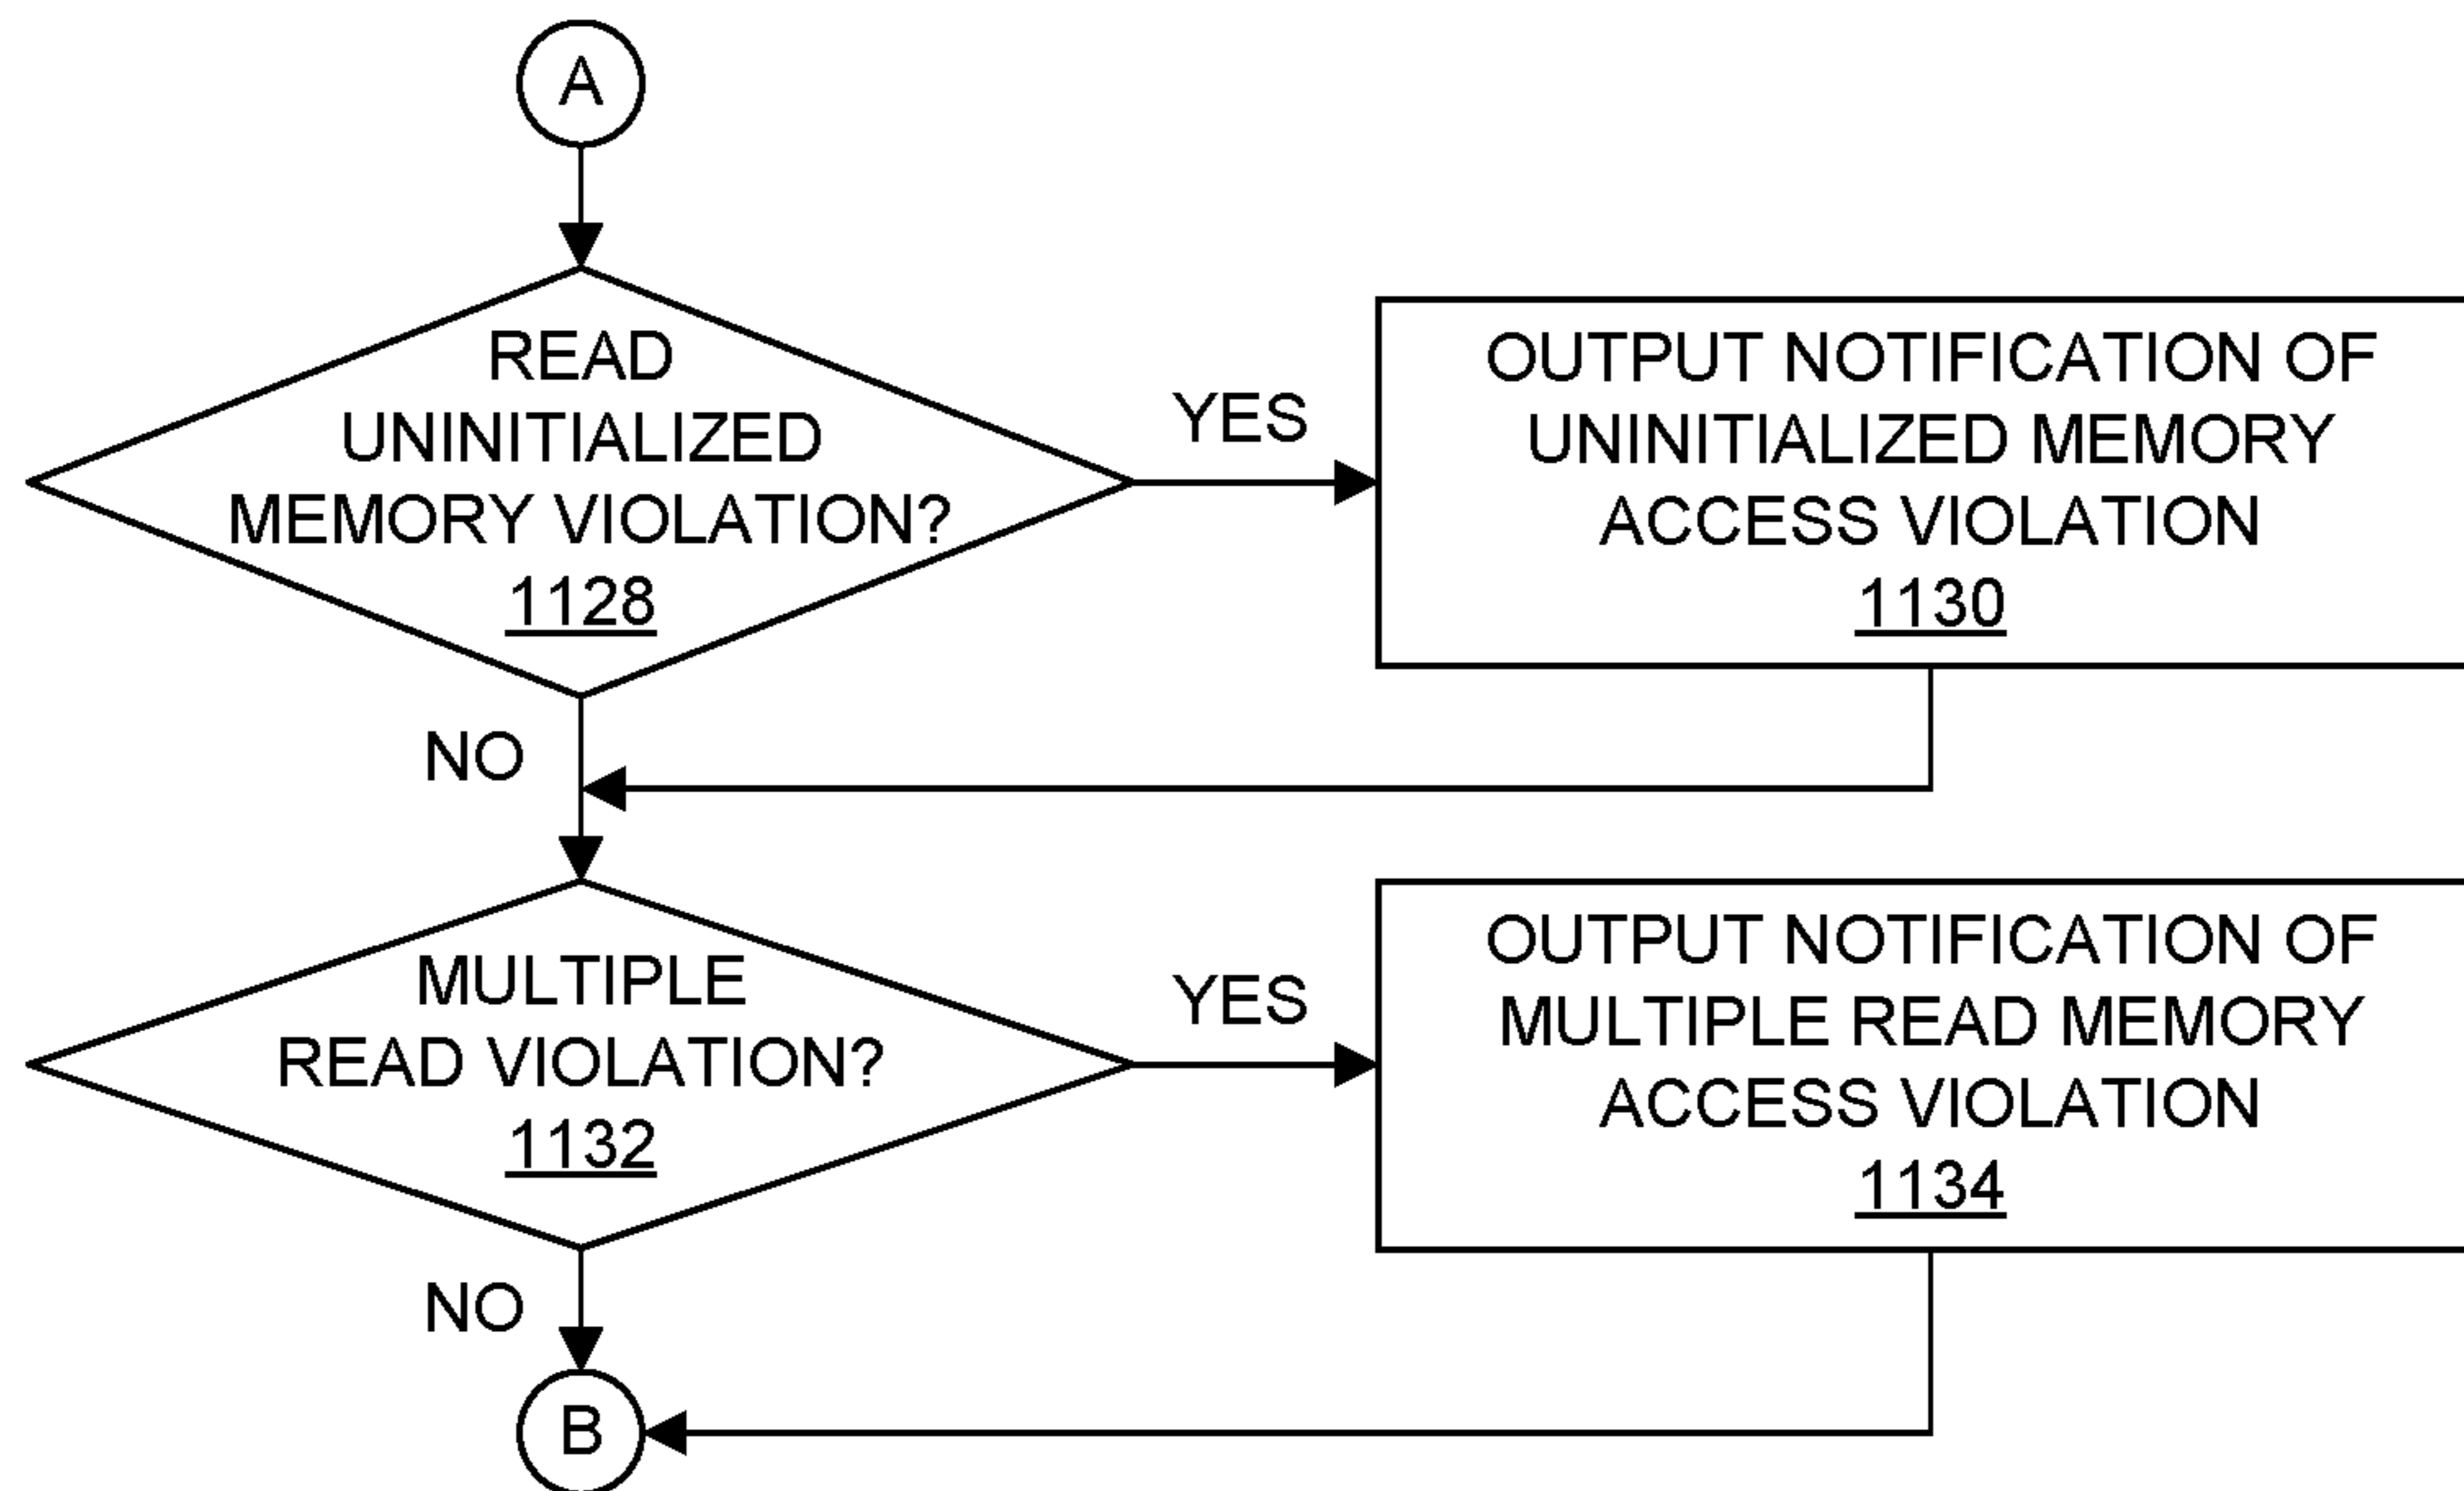 A
READ
UNINITIALIZED
MEMORY VIOLATION?
1128
YES
OUTPUT NOTIFICATION OF
UNINITIALIZED MEMORY
ACCESS VIOLATION
1130
NO
MULTIPLE
READ VIOLATION?
1132
YES
OUTPUT NOTIFICATION OF
MULTIPLE READ MEMORY
ACCESS VIOLATION
1134
NO
B